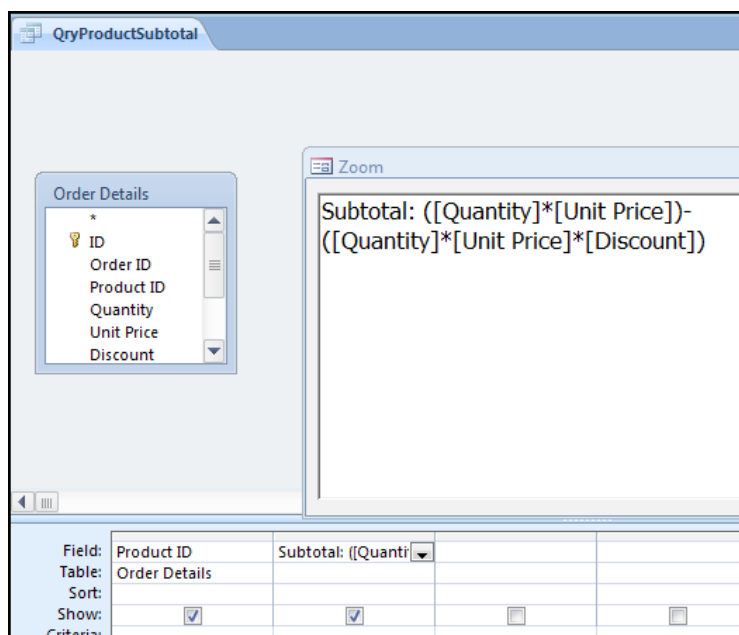 QryProductSubtotal
Order Details
*
ID
Order ID
Product ID
Quantity
Unit Price
Discount
Zoom
Subtotal: ([Quantity]*[Unit Price])-
([Quantity]*[Unit Price]*[Discount])
Field: Product ID Subtotal: ([Quanti
Table: Order Details
Sort:
Show:
Criteria: